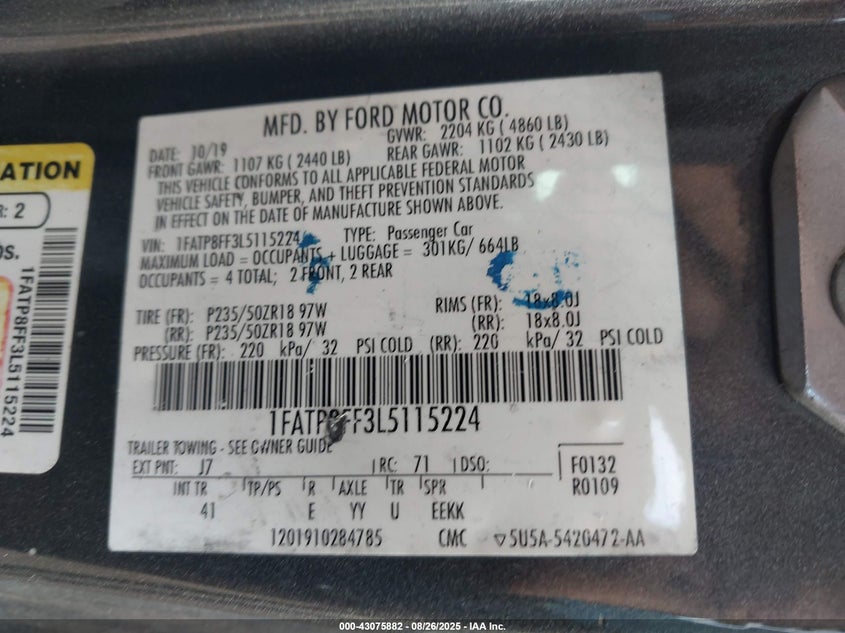 MFD. BY FORD MOTOR CO.
DATE: 10/19
GVWR: 2204 KG ( 4860 LB)
FRONT GAWR: 1107 KG ( 2440 LB)
REAR GAWR: 1102 KG ( 2430 LB)
THIS VEHICLE CONFORMS TO ALL APPLICABLE FEDERAL MOTOR
VEHICLE SAFETY, BUMPER, AND THEFT PREVENTION STANDARDS
IN EFFECT ON THE DATE OF MANUFACTURE SHOWN ABOVE.
VIN: 1FATP8FF3L5115224 TYPE: Passenger Car
MAXIMUM LOAD = OCCUPANTS + LUGGAGE = 301KG/ 664LB
OCCUPANTS = 4 TOTAL; 2 FRONT, 2 REAR
TIRE (FR): P235/50ZR18 97W RIMS (FR): 18x8.0J
(RR): P235/50ZR18 97W (RR): 18x8.0J
PRESSURE (FR): 220 kPa/ 32 PSI COLD (RR): 220 kPa/ 32 PSI COLD
1FATP8FF3L5115224
TRAILER TOWING - SEE OWNER GUIDE
EXT PNT: J7 RC: 71 DSO: F0132
INT TR TP/PS R AXLE TR SPR R0109
41 E YY U EEKK
1201910284785 CMC ▽5U5A-5420472-AA
ATION
R: 2
OS.
1FATP8FF3L5115224
000-43075882 - 08/26/2025 - IAA Inc.